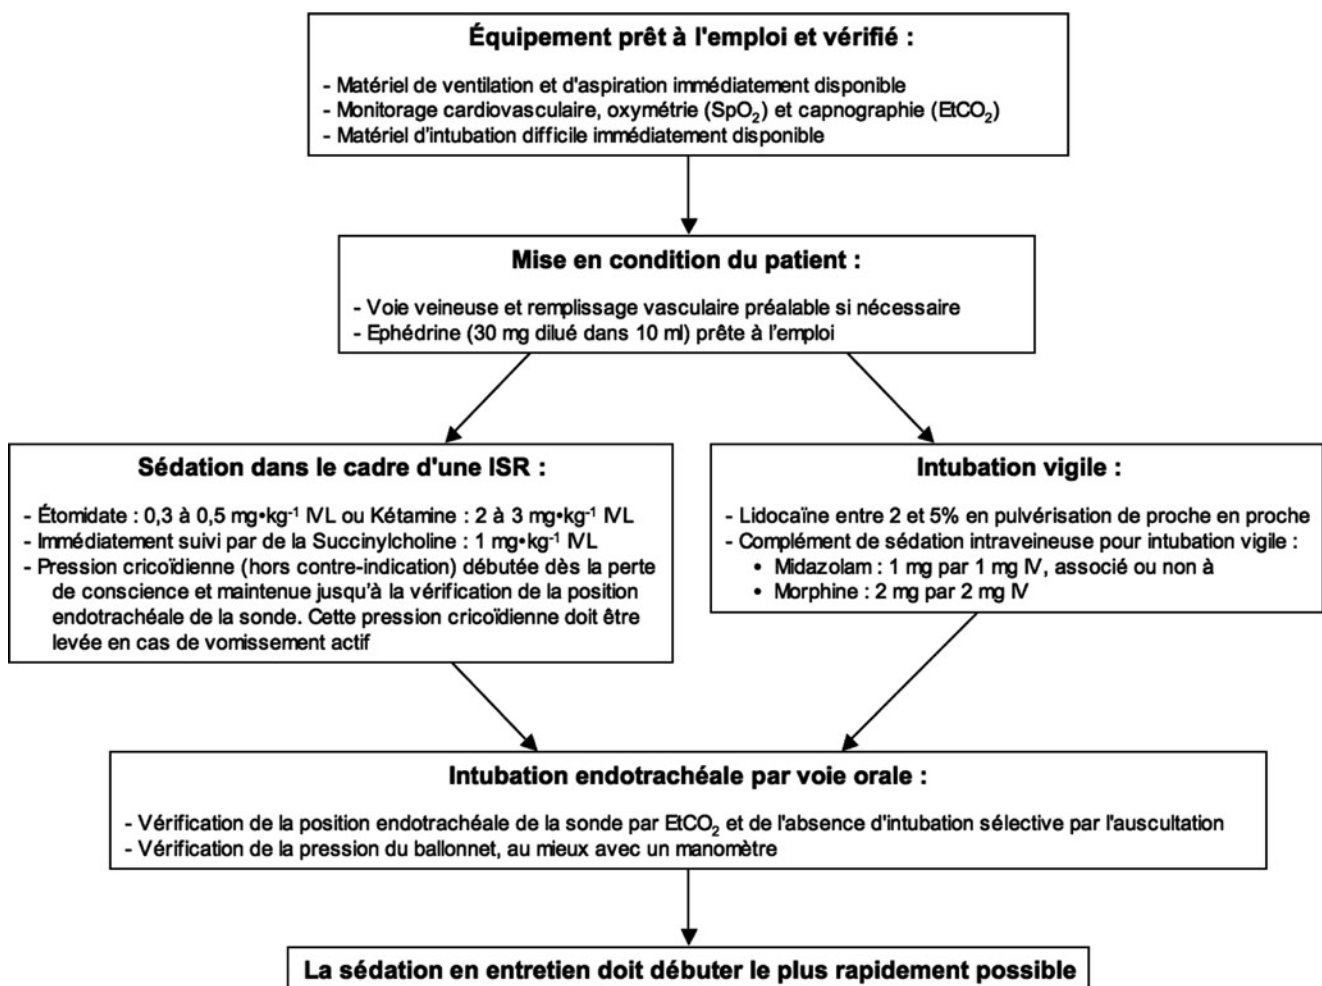 Équipement prêt à l'emploi et vérifié :
- Matériel de ventilation et d'aspiration immédiatement disponible
- Monitorage cardiovasculaire, oxymétrie (SpO₂) et capnographie (EtCO₂)
- Matériel d'intubation difficile immédiatement disponible
Mise en condition du patient :
- Voie veineuse et remplissage vasculaire préalable si nécessaire
- Ephédrine (30 mg dilué dans 10 ml) prête à l'emploi
Sédation dans le cadre d'une ISR :
- Étomidate : 0,3 à 0,5 mg•kg⁻¹ IVL ou Kétamine : 2 à 3 mg•kg⁻¹ IVL
- Immédiatement suivi par de la Succinylcholine : 1 mg•kg⁻¹ IVL
- Pression cricoïdienne (hors contre-indication) débutée dès la perte
de conscience et maintenue jusqu'à la vérification de la position
endotrachéale de la sonde. Cette pression cricoïdienne doit être
levée en cas de vomissement actif
Intubation vigile :
- Lidocaïne entre 2 et 5% en pulvérisation de proche en proche
- Complément de sédation intraveineuse pour intubation vigile :
• Midazolam : 1 mg par 1 mg IV, associé ou non à
• Morphine : 2 mg par 2 mg IV
Intubation endotrachéale par voie orale :
- Vérification de la position endotrachéale de la sonde par EtCO₂ et de l'absence d'intubation sélective par l'auscultation
- Vérification de la pression du ballonnet, au mieux avec un manomètre
La sédation en entretien doit débuter le plus rapidement possible